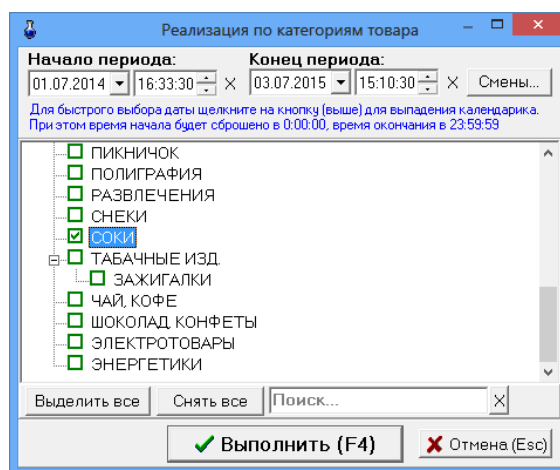 Реализация по категориям товара
Начало периода: Конец периода:
01.07.2014 16:33:30 X 03.07.2015 15:10:30 X Смены...
Для быстрого выбора даты щелкните на кнопку (выше) для выпадения календарика.
При этом время начала будет сброшено в 0:00:00, время окончания в 23:59:59
ПИКНИЧОК
ПОЛИГРАФИЯ
РАЗВЛЕЧЕНИЯ
СНЕКИ
СОКИ
ТАБАЧНЫЕ ИЗД.
ЗАЖИГАЛКИ
ЧАЙ, КОФЕ
ШОКОЛАД, КОНФЕТЫ
ЭЛЕКТРОТОВАРЫ
ЭНЕРГЕТИКИ
Выделить все Снять все Поиск... X
Выполнить (F4) Отмена (Esc)